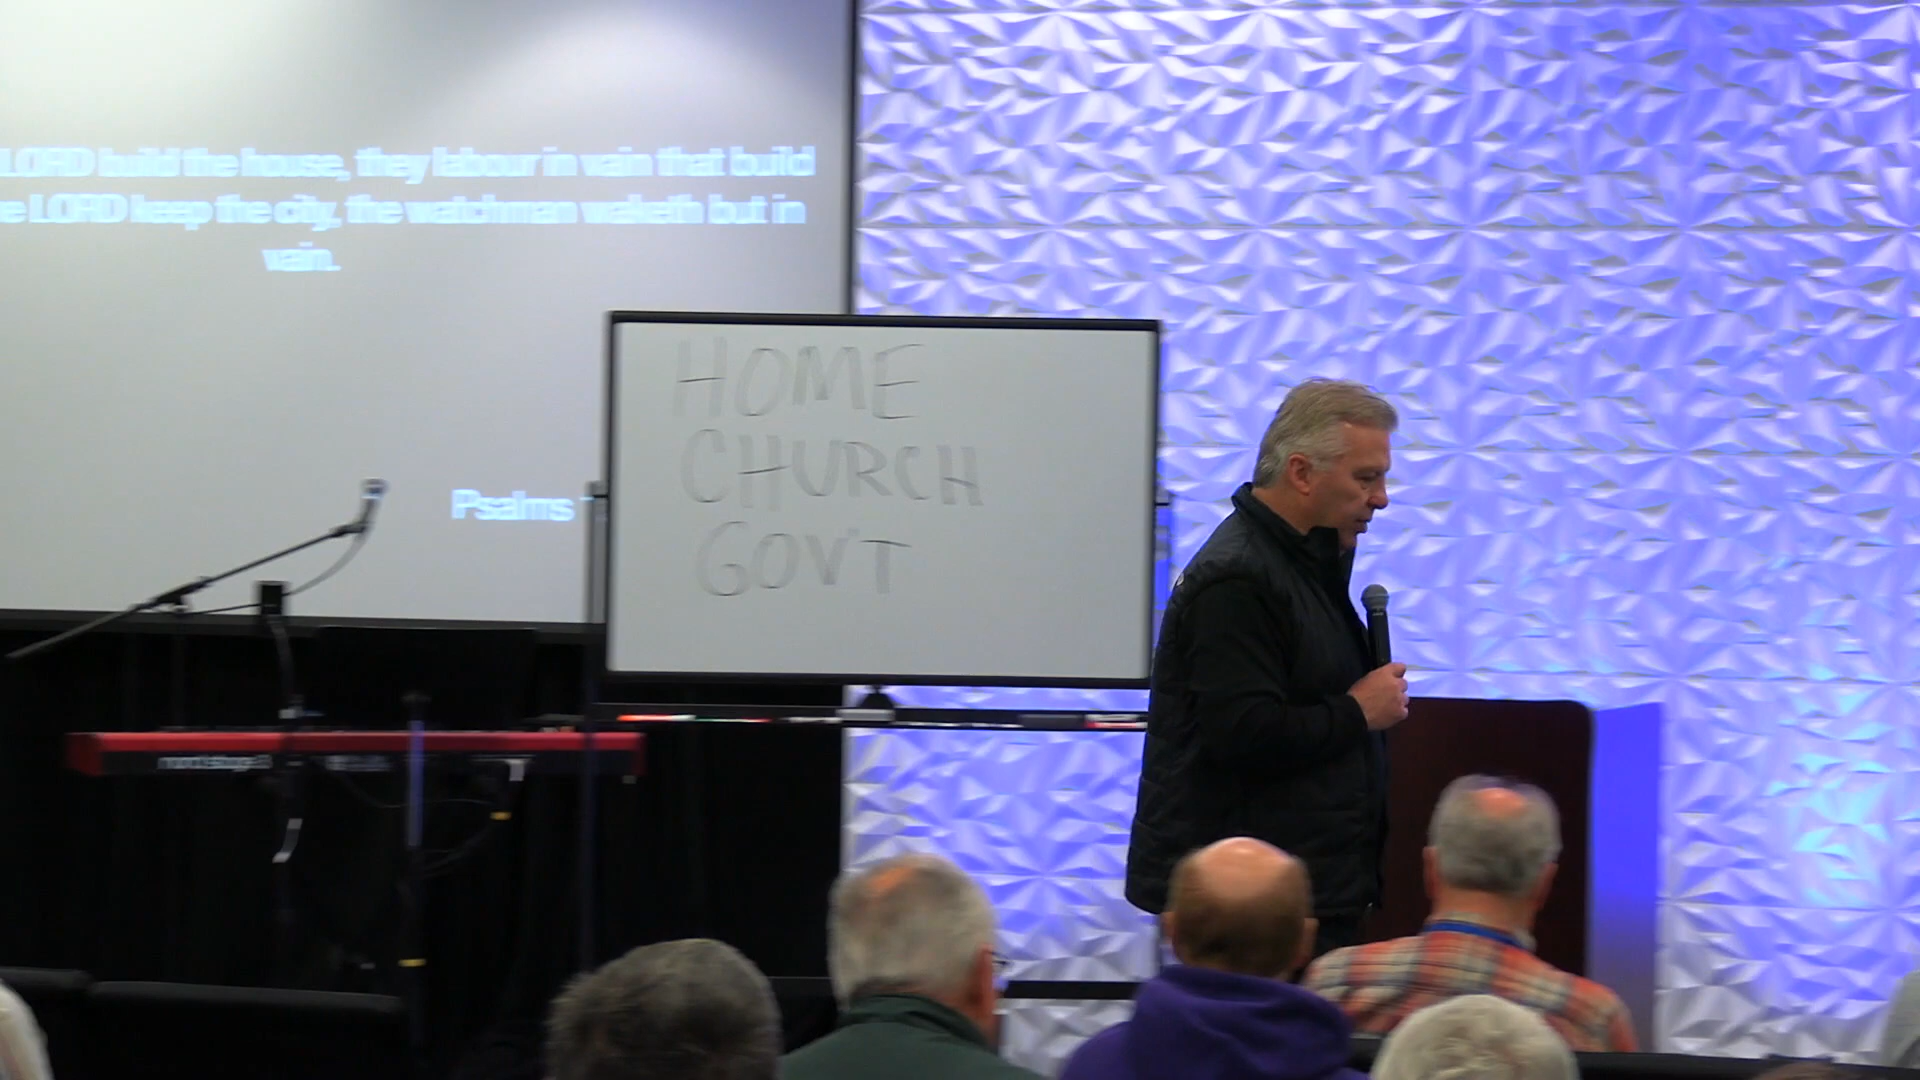 LORD build the house, they labour in vain that build
e LORD keep the city, the watchman waketh but in
vain.
Psalms
HOME
CHURCH
GOV'T